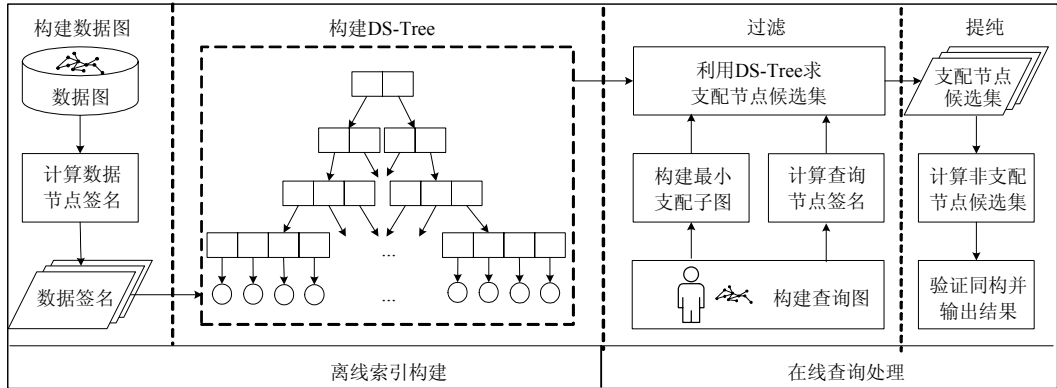 构建数据图
数据图
计算数据
节点签名
数据签名
构建DS-Tree
...
...
过滤
利用DS-Tree求
支配节点候选集
构建最小
支配子图
计算查询
节点签名
构建查询图
提纯
支配节点
候选集
计算非支配
节点候选集
验证同构并
输出结果
离线索引构建
在线查询处理